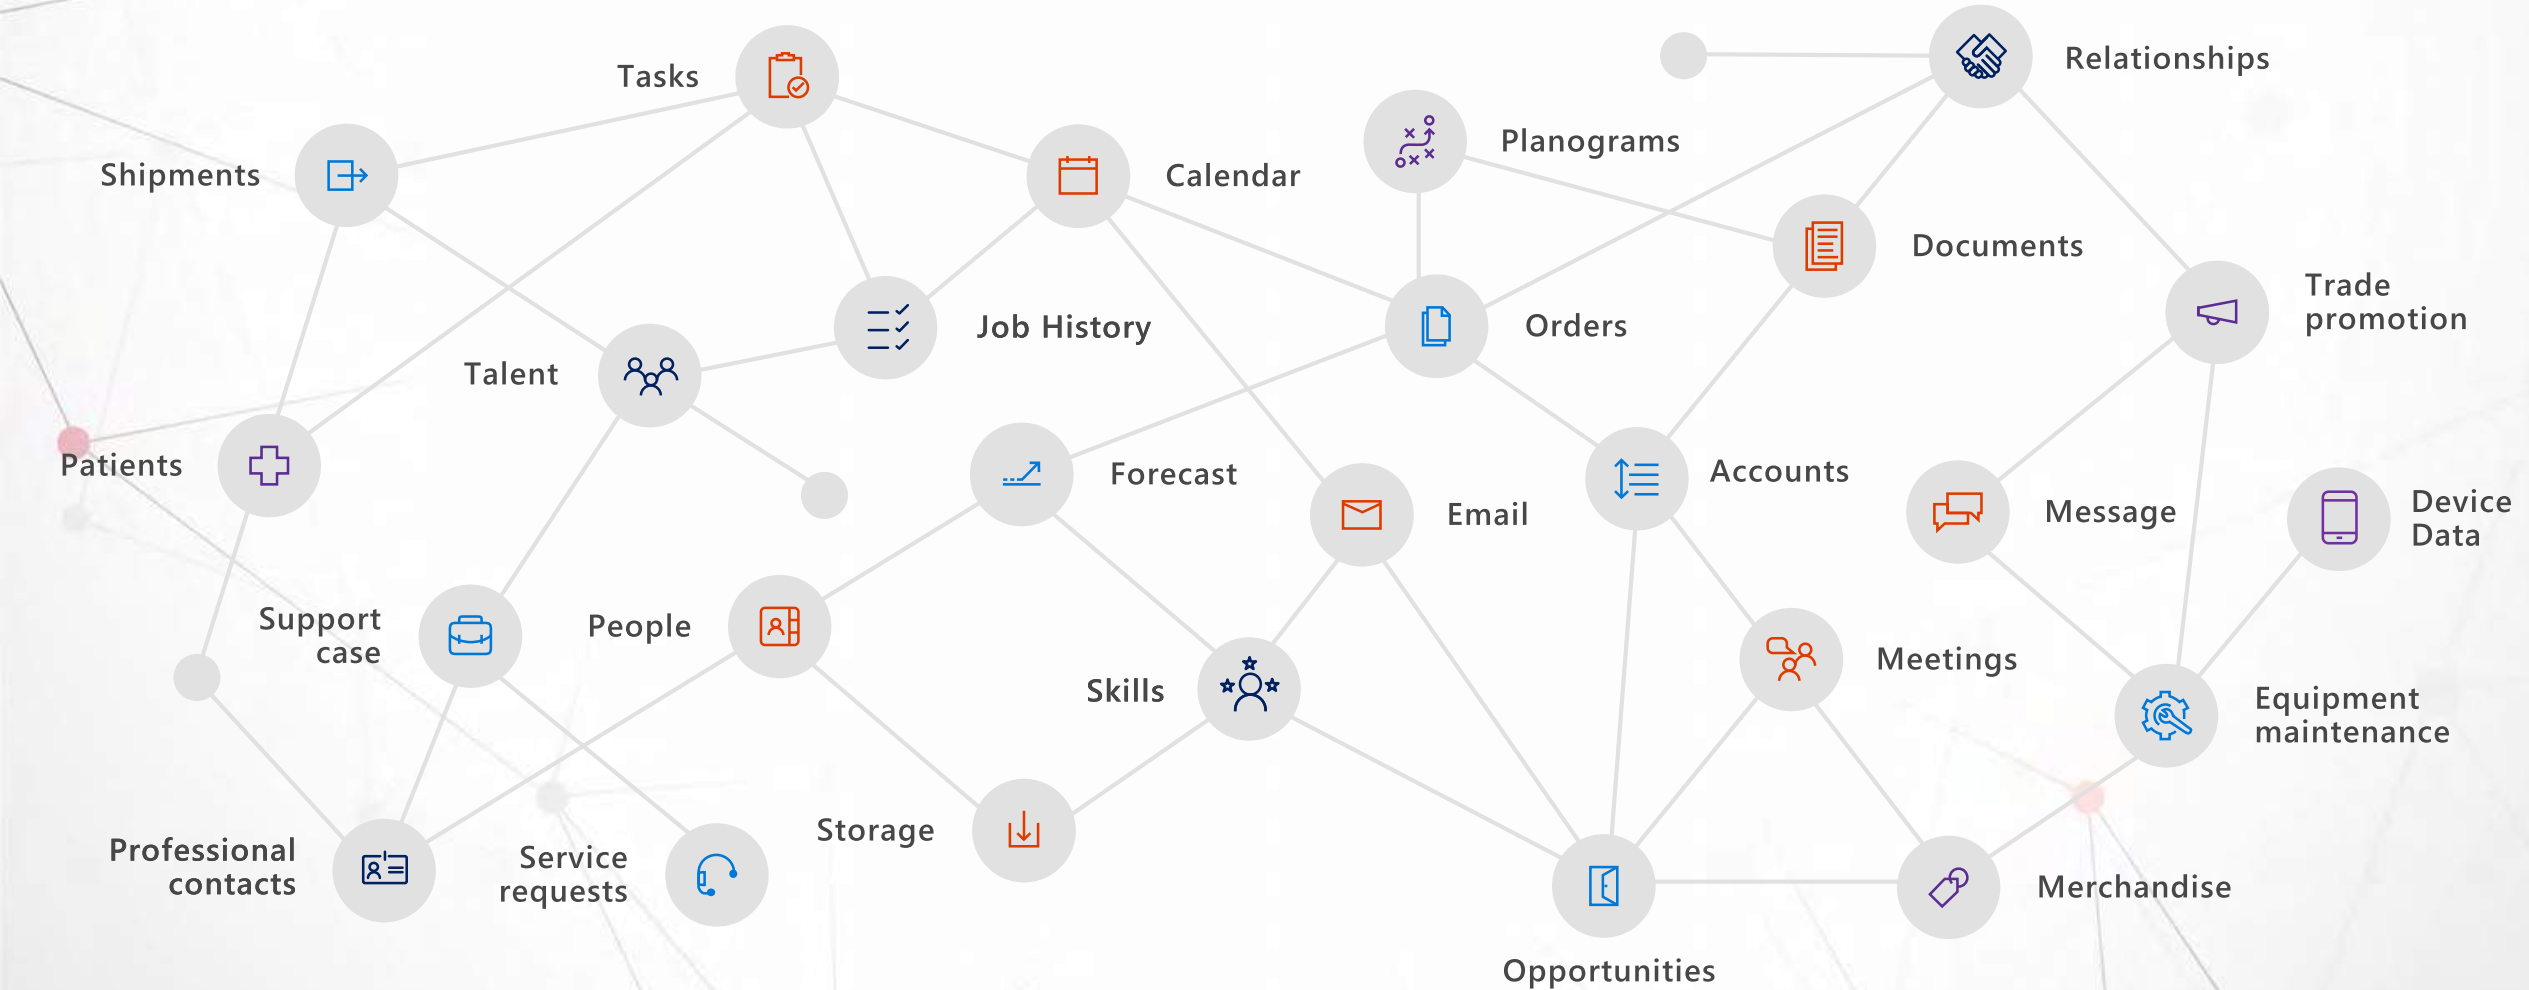 Tasks
Relationships
Planograms
Shipments
Calendar
Documents
Trade
promotion
Job History
Orders
Talent
Patients
Forecast
Accounts
Email
Message
Device
Data
Support
case
People
Skills
Meetings
Equipment
maintenance
Storage
Professional
contacts
Service
requests
Merchandise
Opportunities